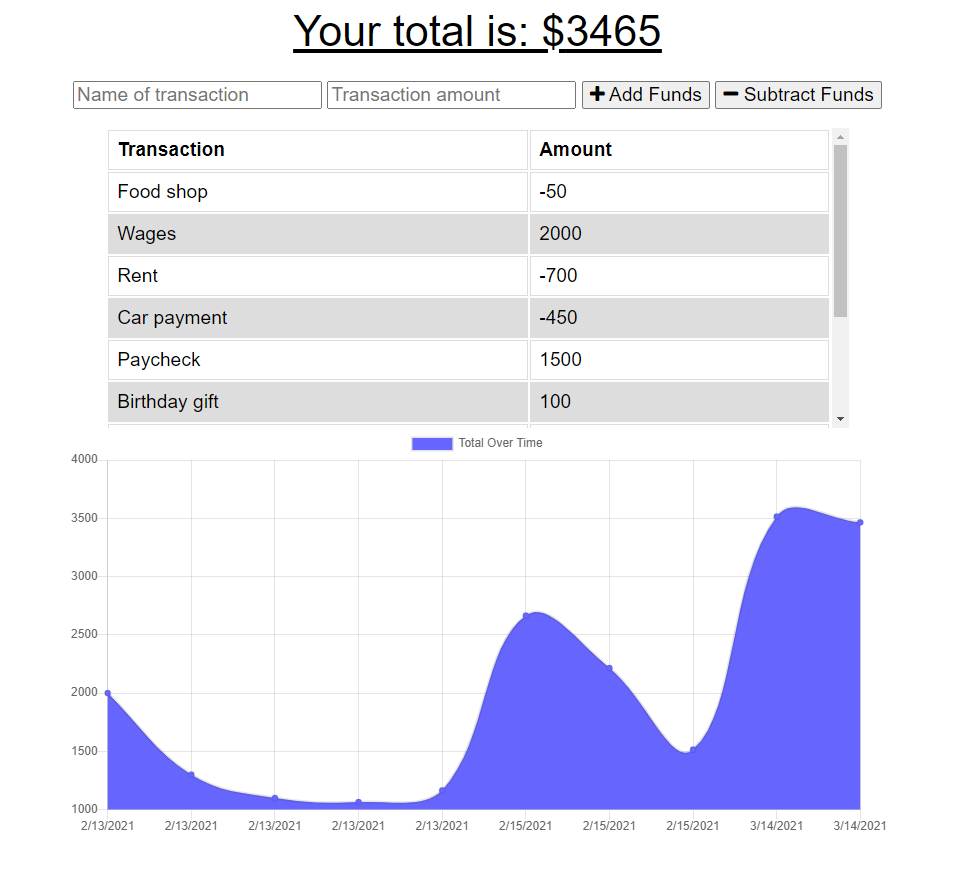 Your total is: $3465
Name of transaction Transaction amount Add Funds Subtract Funds
Transaction Amount
Food shop -50
Wages 2000
Rent -700
Car payment -450
Paycheck 1500
Birthday gift 100
Total Over Time
4000
3500
3000
2500
2000
1500
1000
2/13/2021 2/13/2021 2/13/2021 2/13/2021 2/13/2021 2/15/2021 2/15/2021 2/15/2021 3/14/2021 3/14/2021